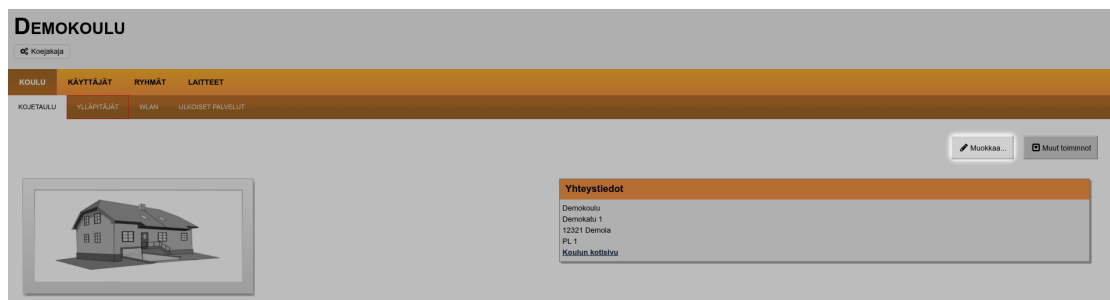 DEMOKOULU
Koejakaja
KOULU KÄYTTÄJÄT RYHMÄT LAITTEET
KOJETAULU YLLÄPITÄJÄT WLAN ULKOISET PALVELUT
Muokkaa... Muut toiminnot
Yhteystiedot
Demokoulu
Demokatu 1
12321 Demola
PL 1
Koulun kotisivu